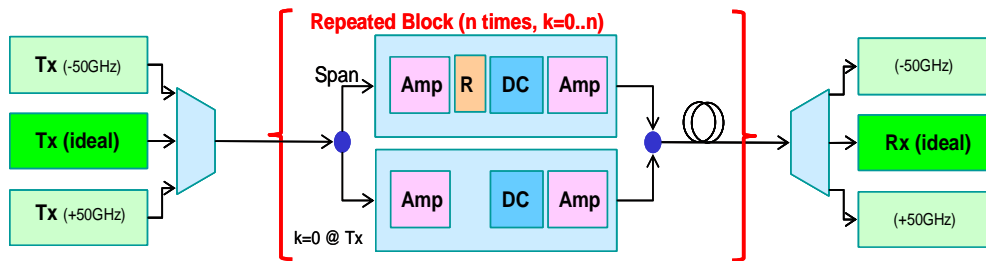 Repeated Block (n times, k=0..n)
Tx (-50GHz)
Tx (ideal)
Tx (+50GHz)
Span
Amp R DC Amp
Amp DC Amp
k=0 @ Tx
(-50GHz)
Rx (ideal)
(+50GHz)